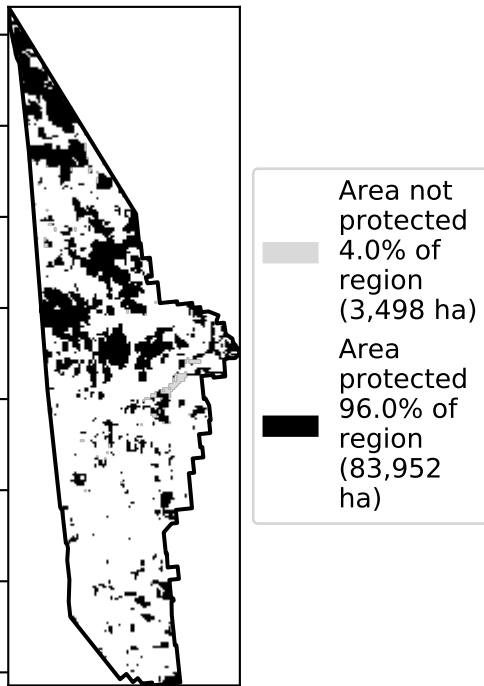 Area not
protected
4.0% of
region
(3,498 ha)
Area
protected
96.0% of
region
(83,952
ha)